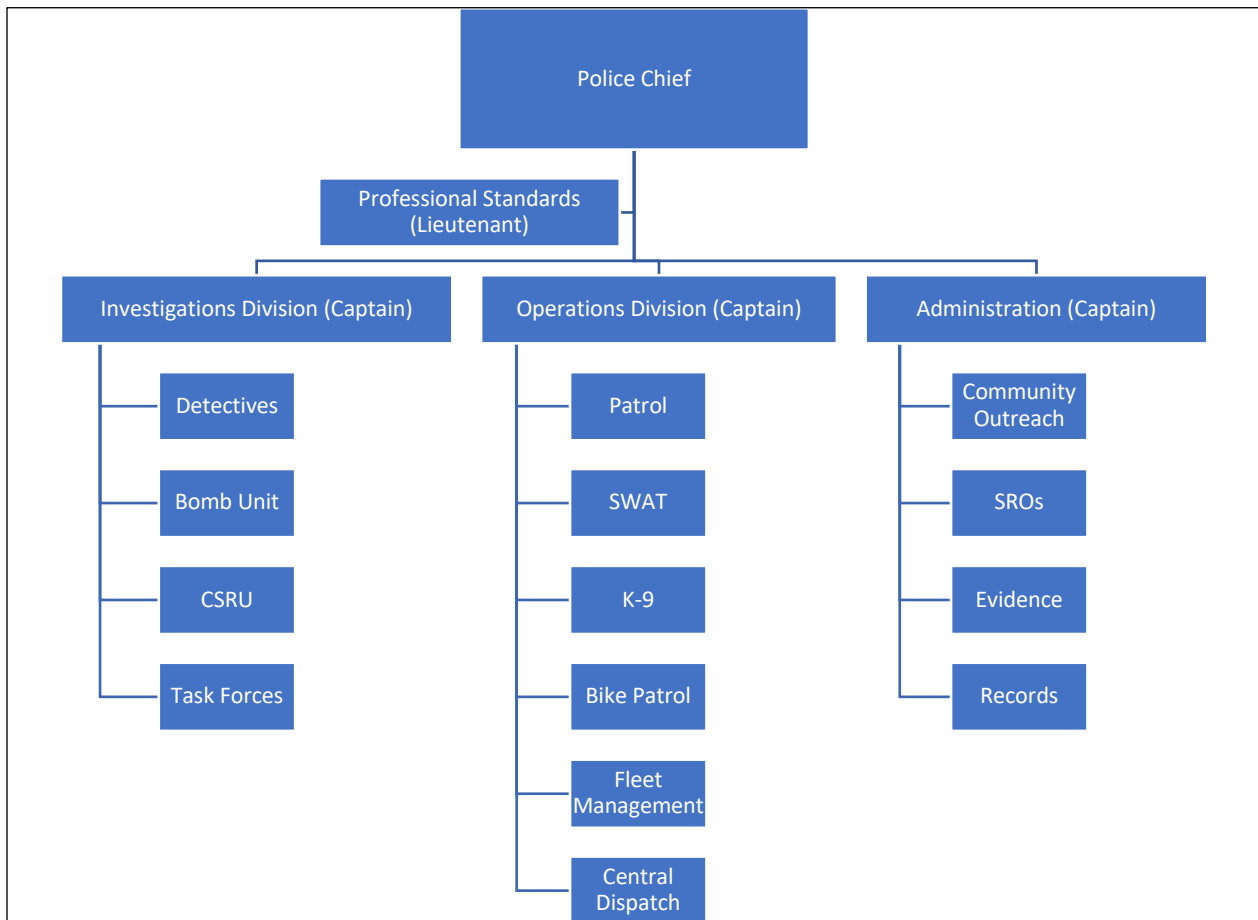 Police Chief
Professional Standards
(Lieutenant)
Investigations Division (Captain)
Operations Division (Captain)
Administration (Captain)
Detectives
Bomb Unit
CSRU
Task Forces
Patrol
SWAT
K-9
Bike Patrol
Fleet
Management
Central
Dispatch
Community
Outreach
SROs
Evidence
Records